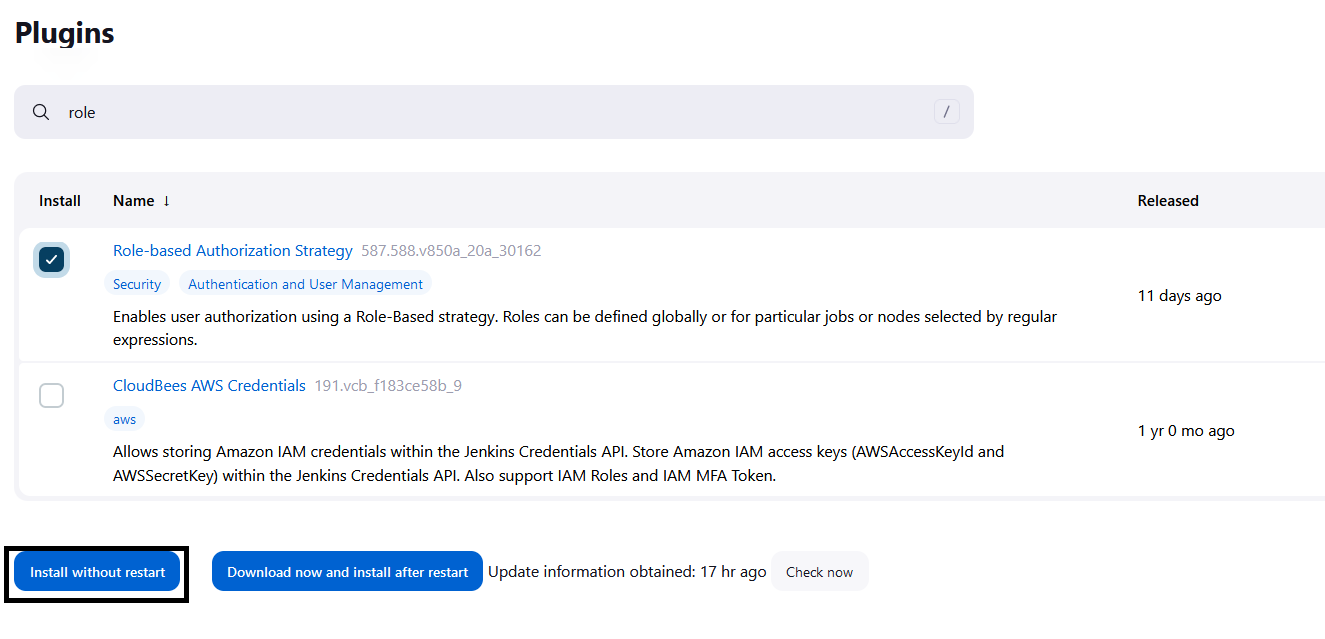 Plugins
role /
Install Name ↓ Released
Role-based Authorization Strategy 587.588.v850a_20a_30162
Security Authentication and User Management
11 days ago
Enables user authorization using a Role-Based strategy. Roles can be defined globally or for particular jobs or nodes selected by regular
expressions.
CloudBees AWS Credentials 191.vcb_f183ce58b_9
aws
1 yr 0 mo ago
Allows storing Amazon IAM credentials within the Jenkins Credentials API. Store Amazon IAM access keys (AWSAccessKeyId and
AWSSecretKey) within the Jenkins Credentials API. Also support IAM Roles and IAM MFA Token.
Install without restart Download now and install after restart Update information obtained: 17 hr ago Check now